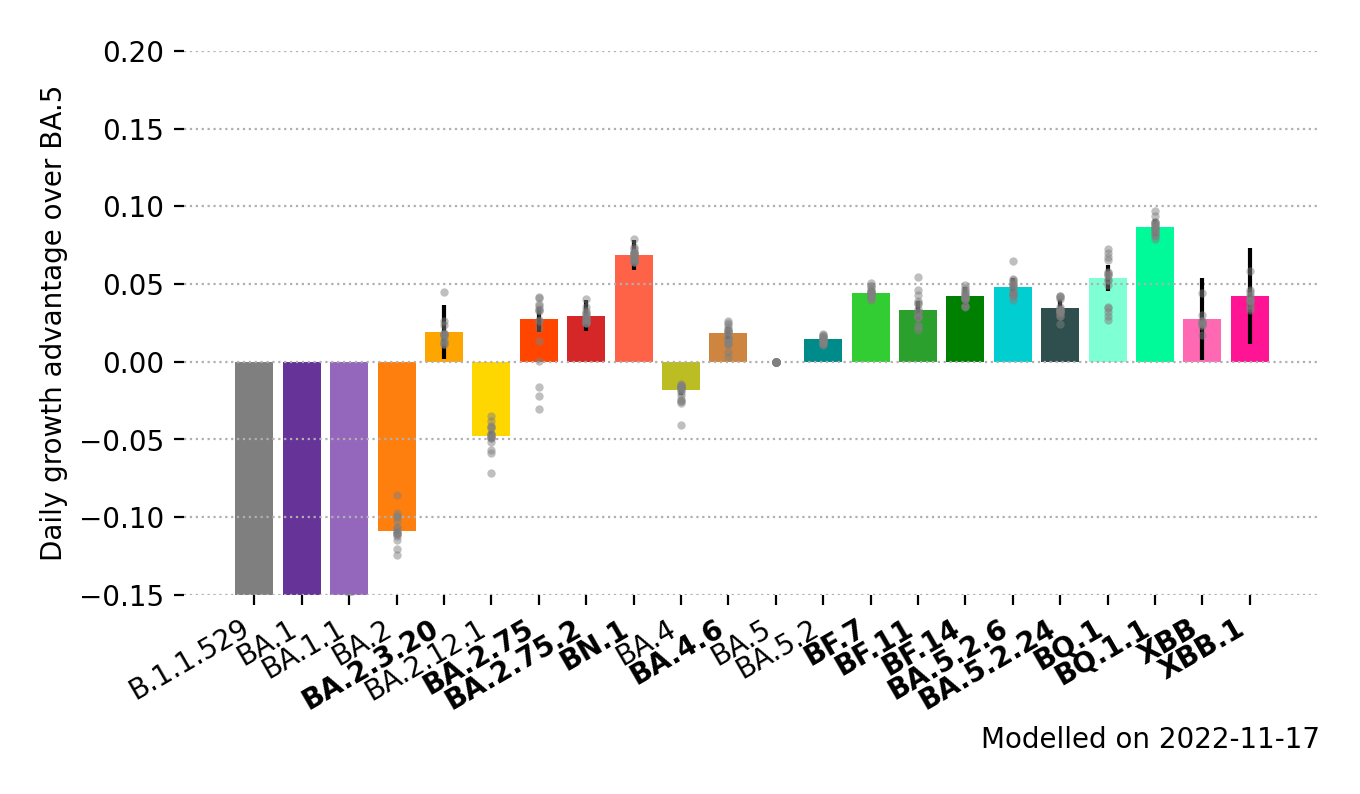 Daily growth advantage over BA.5
0.20
0.15
0.10
0.05
0.00
−0.05
−0.10
−0.15
B.1.1.529
BA.1
BA.1.1
BA.2
BA.2.3.20
BA.2.12.1
BA.2.75
BA.2.75.2
BN.1
BA.4
BA.4.6
BA.5
BA.5.2
BF.7
BF.11
BF.14
BA.5.2.6
BA.5.2.24
BQ.1
BQ.1.1
XBB
XBB.1
Modelled on 2022-11-17